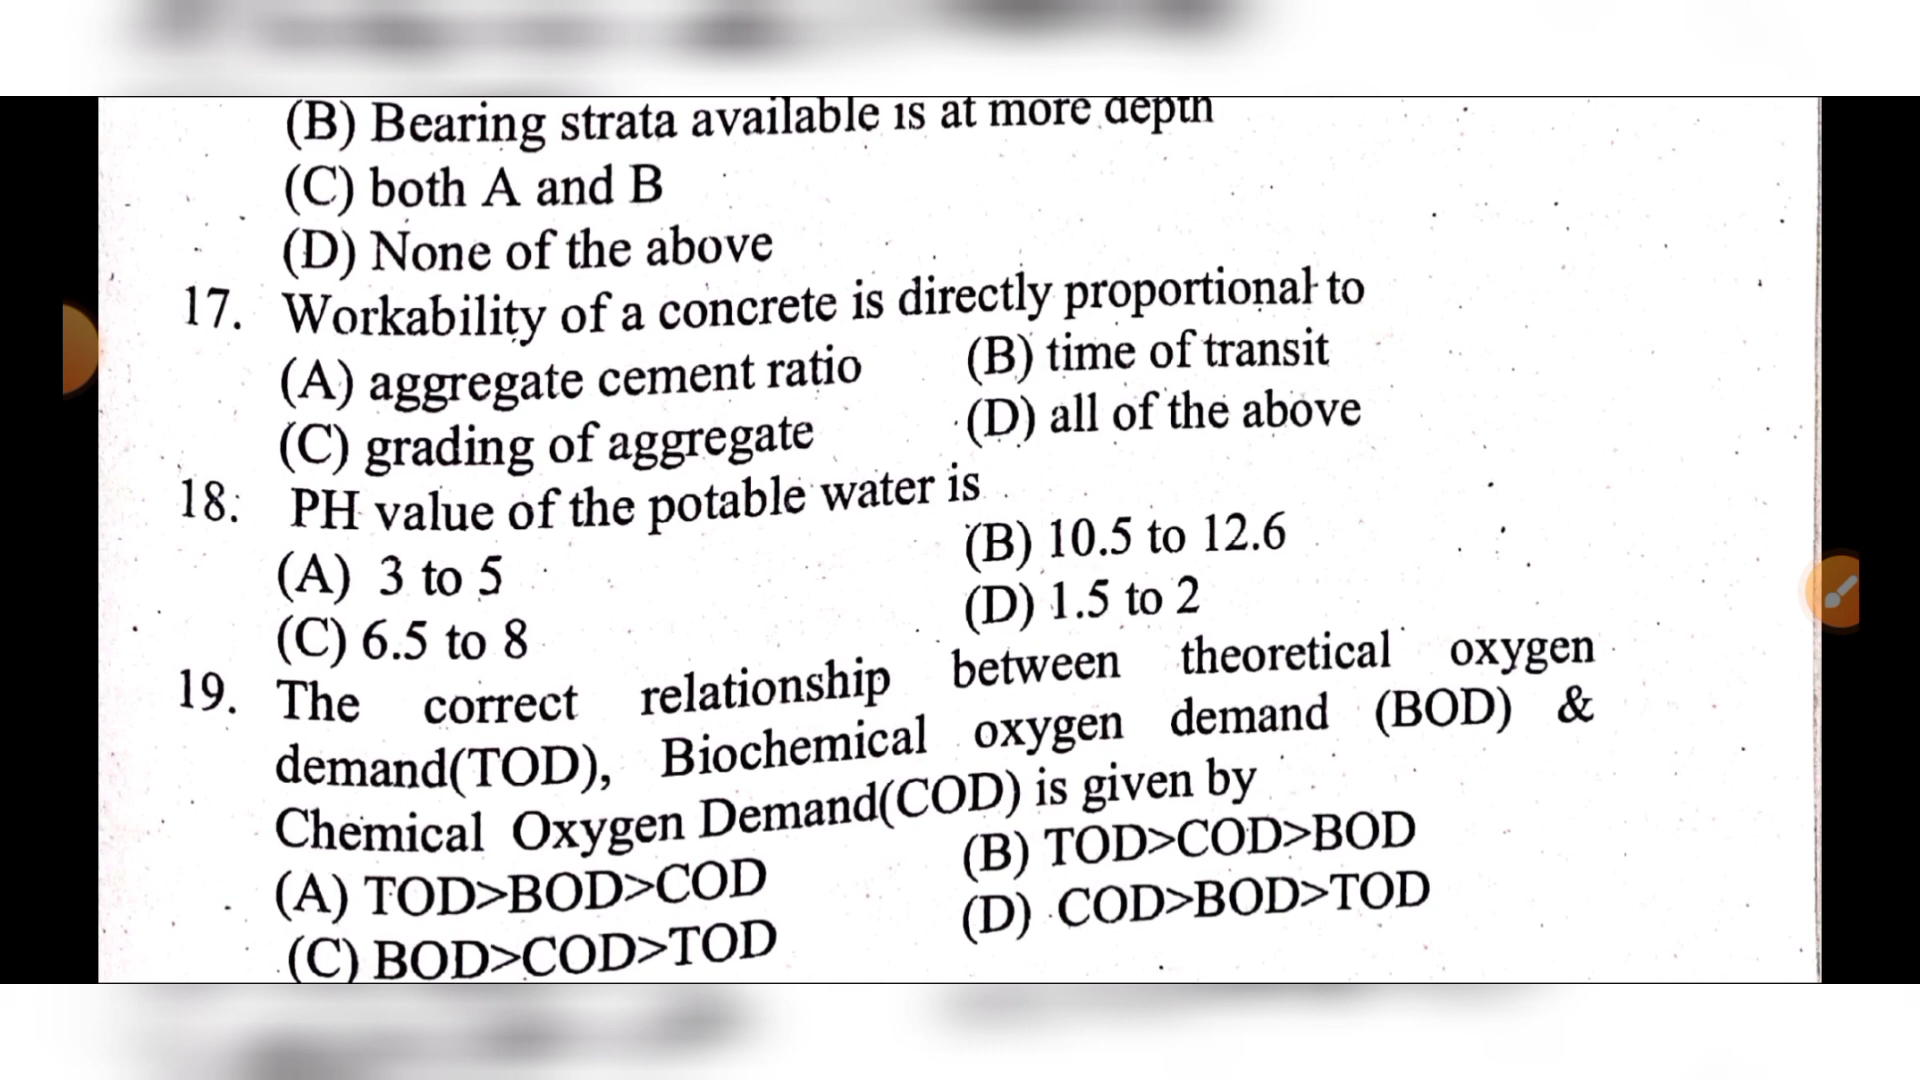 (B) Bearing strata available is at more depth
(C) both A and B
(D) None of the above
17. Workability of a concrete is directly proportional to
(A) aggregate cement ratio (B) time of transit
(C) grading of aggregate (D) all of the above
18. PH value of the potable water is
(A) 3 to 5 (B) 10.5 to 12.6
(C) 6.5 to 8 (D) 1.5 to 2
19. The correct relationship between theoretical oxygen
demand(TOD), Biochemical oxygen demand (BOD) &
Chemical Oxygen Demand(COD) is given by
(A) TOD>BOD>COD (B) TOD>COD>BOD
(C) BOD>COD>TOD (D) COD>BOD>TOD